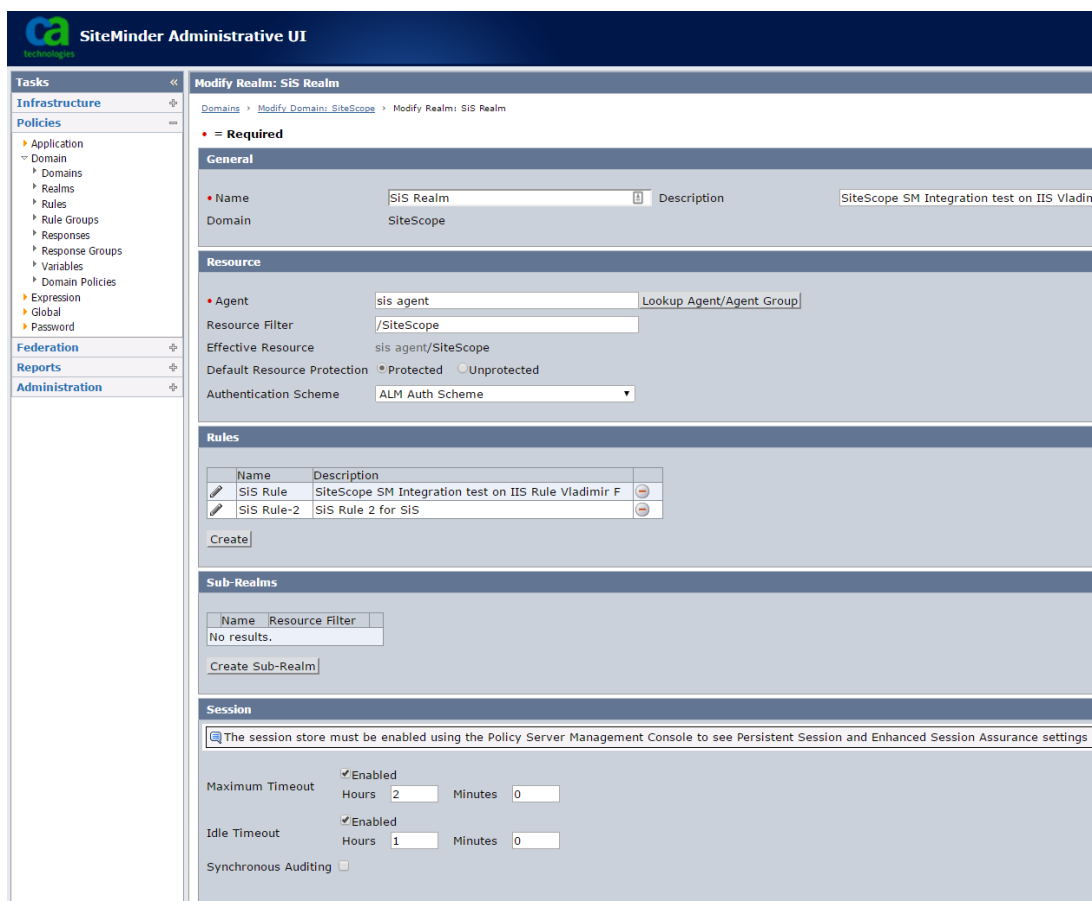 ca
technologies
SiteMinder Administrative UI
Tasks «
Infrastructure
Policies
Application
Domain
Domains
Realms
Rules
Rule Groups
Responses
Response Groups
Variables
Domain Policies
Expression
Global
Password
Federation
Reports
Administration
Modify Realm: SiS Realm
Domains › Modify Domain: SiteScope › Modify Realm: SiS Realm
• = Required
General
• Name SiS Realm Description SiteScope SM Integration test on IIS Vladim
Domain SiteScope
Resource
• Agent sis agent Lookup Agent/Agent Group
Resource Filter /SiteScope
Effective Resource sis agent/SiteScope
Default Resource Protection Protected Unprotected
Authentication Scheme ALM Auth Scheme
Rules
Name Description
SiS Rule SiteScope SM Integration test on IIS Rule Vladimir F
SiS Rule-2 SiS Rule 2 for SiS
Create
Sub-Realms
Name Resource Filter
No results.
Create Sub-Realm
Session
The session store must be enabled using the Policy Server Management Console to see Persistent Session and Enhanced Session Assurance settings
Maximum Timeout Enabled
Hours 2 Minutes 0
Idle Timeout Enabled
Hours 1 Minutes 0
Synchronous Auditing